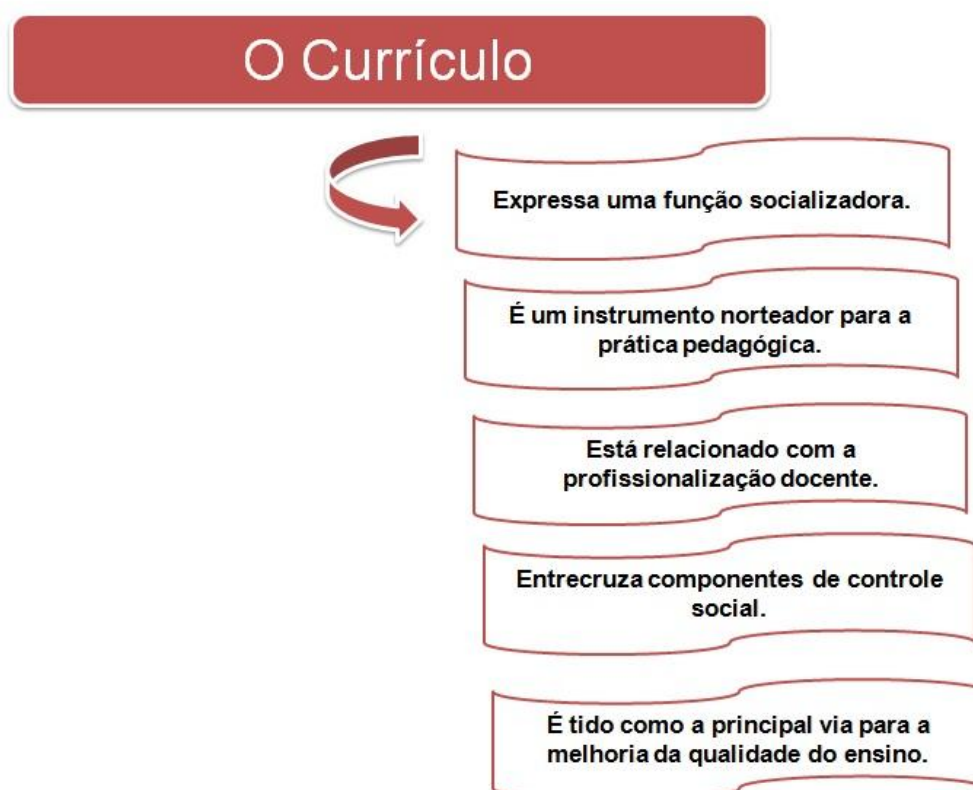 O Currículo
Expressa uma função socializadora.
É um instrumento norteador para a
prática pedagógica.
Está relacionado com a
profissionalização docente.
Entrecruza componentes de controle
social.
É tido como a principal via para a
melhoria da qualidade do ensino.